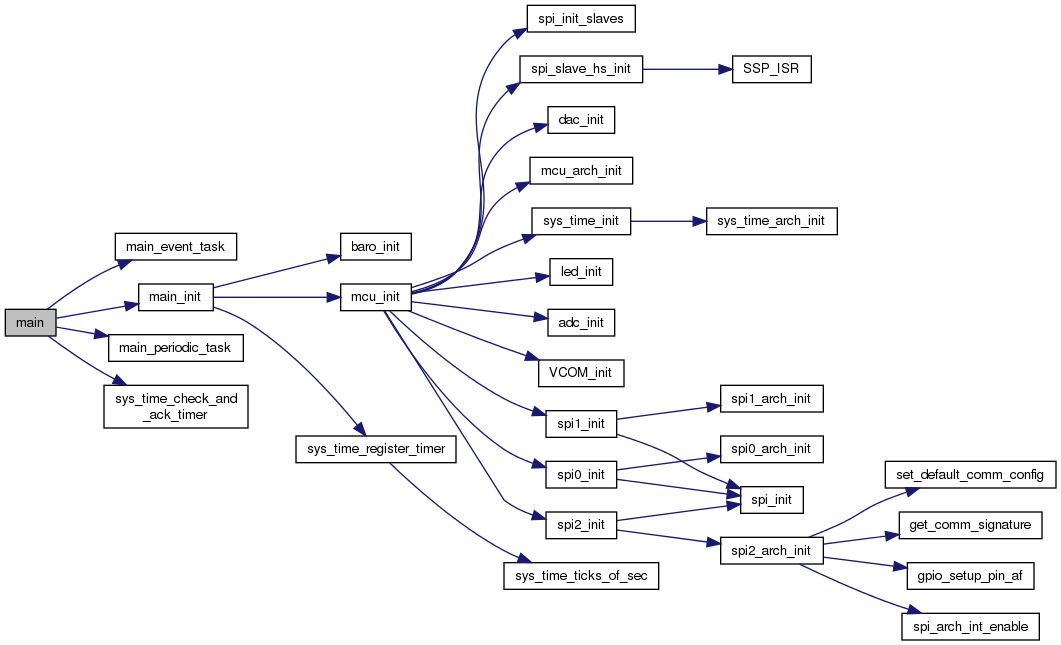 spi_init_slaves
spi_slave_hs_init
SSP_ISR
dac_init
mcu_arch_init
sys_time_init
sys_time_arch_init
main_event_task
baro_init
led_init
main_init
mcu_init
main
adc_init
main_periodic_task
VCOM_init
sys_time_check_and
_ack_timer
spi1_arch_init
spi1_init
sys_time_register_timer
spi0_arch_init
spi0_init
set_default_comm_config
spi_init
spi2_init
get_comm_signature
spi2_arch_init
sys_time_ticks_of_sec
gpio_setup_pin_af
spi_arch_int_enable